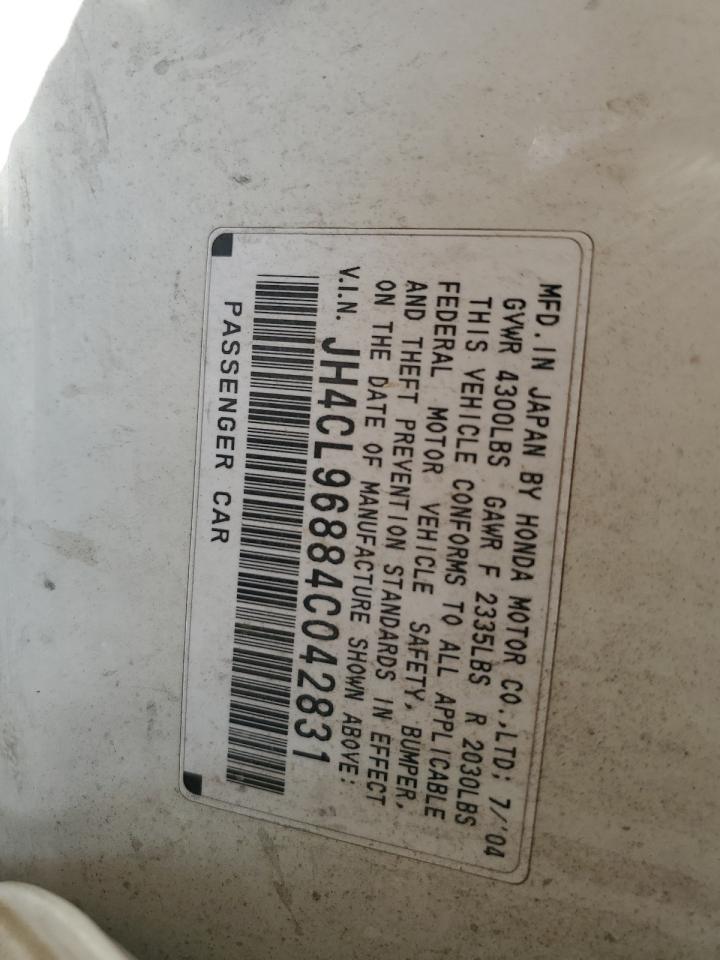 MFD. IN JAPAN BY HONDA MOTOR CO.,LTD; 7/'04
GVWR 4300LBS GAWR F 2335LBS R 2030LBS
THIS VEHICLE CONFORMS TO ALL APPLICABLE
FEDERAL MOTOR VEHICLE SAFETY, BUMPER,
AND THEFT PREVENTION STANDARDS IN EFFECT
ON THE DATE OF MANUFACTURE SHOWN ABOVE:
V.I.N. JH4CL96884C042831
PASSENGER CAR